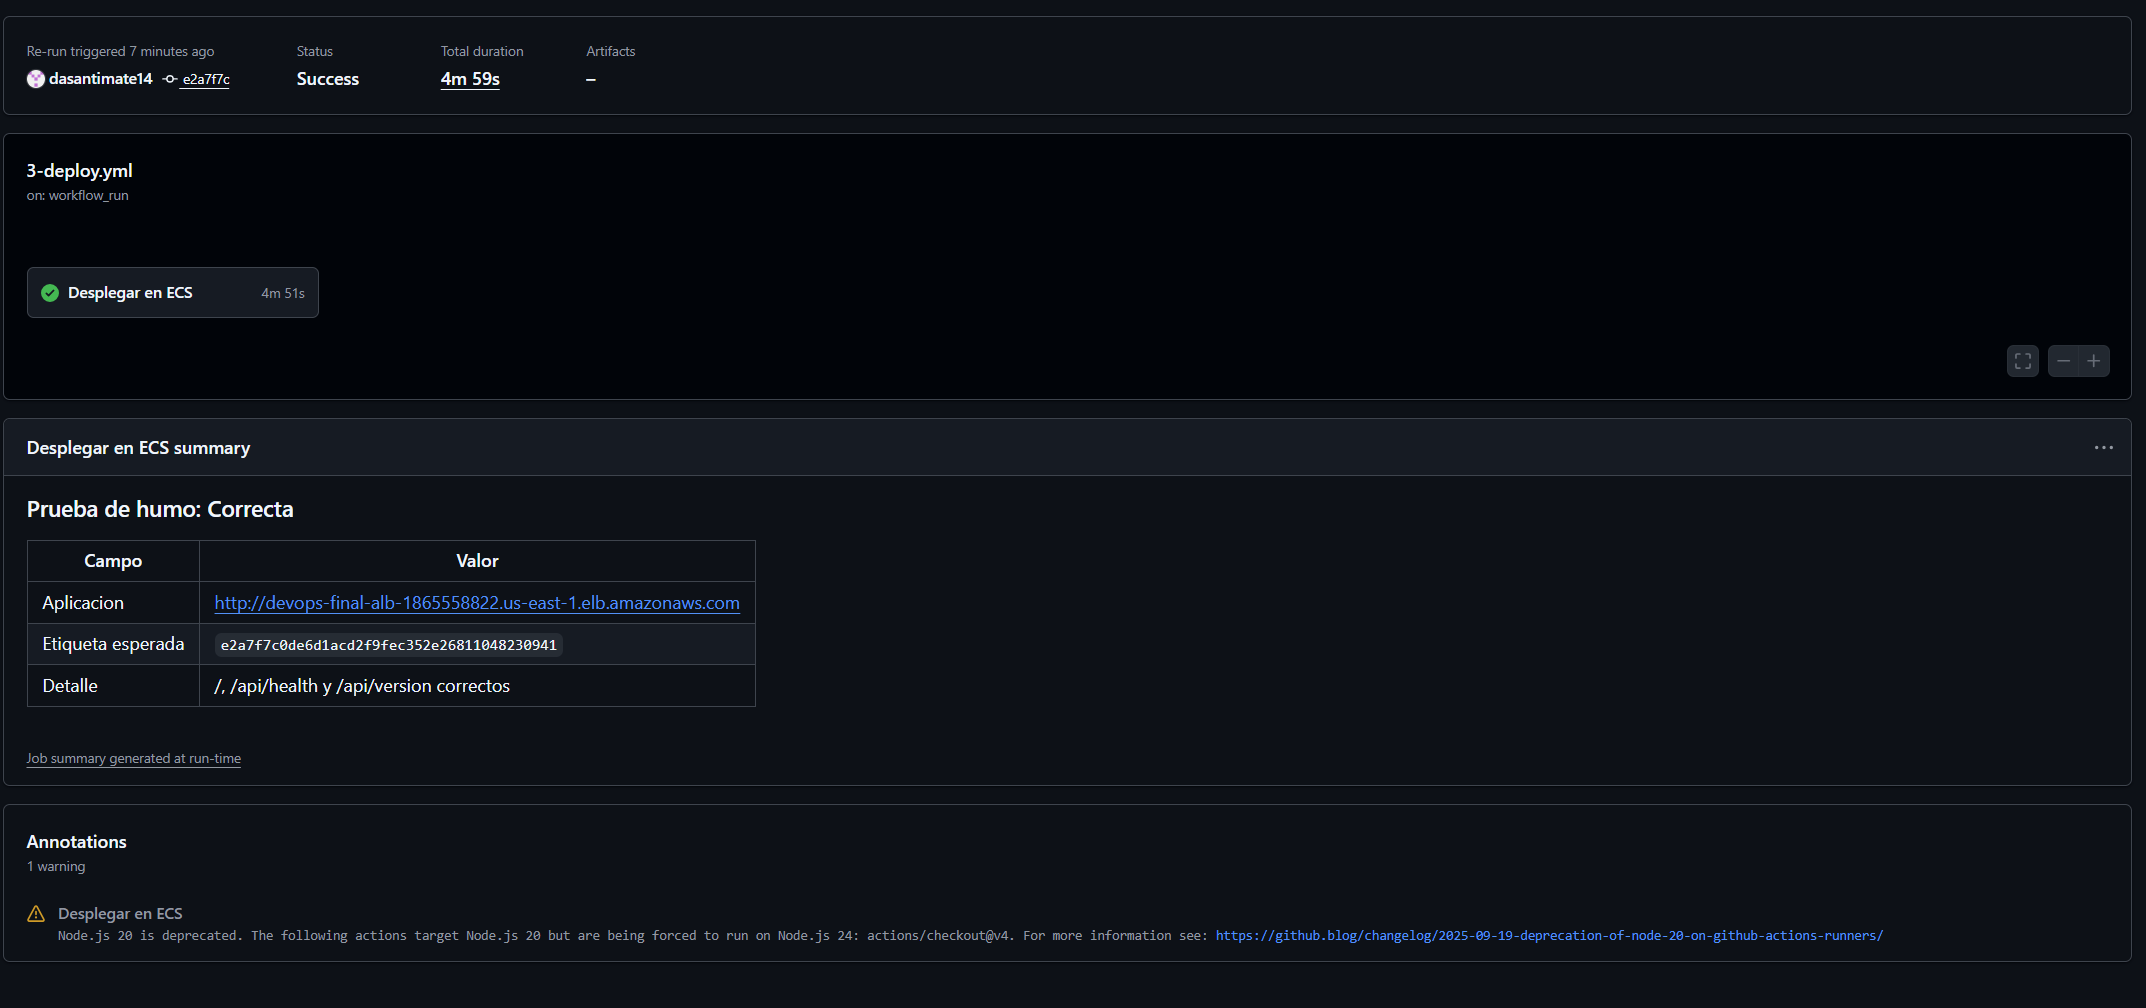 Re-run triggered 7 minutes ago
dasantimate14 e2a7f7c
Status
Success
Total duration
4m 59s
Artifacts
–
3-deploy.yml
on: workflow_run
Desplegar en ECS 4m 51s
Desplegar en ECS summary
Prueba de humo: Correcta
Campo Valor
Aplicacion http://devops-final-alb-1865558822.us-east-1.elb.amazonaws.com
Etiqueta esperada e2a7f7c0de6d1acd2f9fec352e26811048230941
Detalle /, /api/health y /api/version correctos
Job summary generated at run-time
Annotations
1 warning
Desplegar en ECS
Node.js 20 is deprecated. The following actions target Node.js 20 but are being forced to run on Node.js 24: actions/checkout@v4. For more information see: https://github.blog/changelog/2025-09-19-deprecation-of-node-20-on-github-actions-runners/